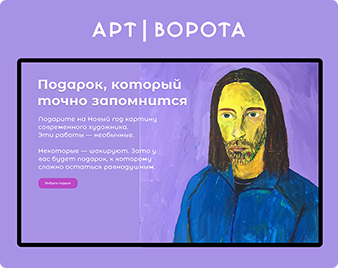 АРТ|ВОРОТА
Подарок, который
точно запомнится
Подарите на Новый год картину
современного художника.
Эти работы — необычные.
Некоторые — шокируют. Зато у
вас будет подарок, к которому
сложно остаться равнодушным.
Выбрать подарок